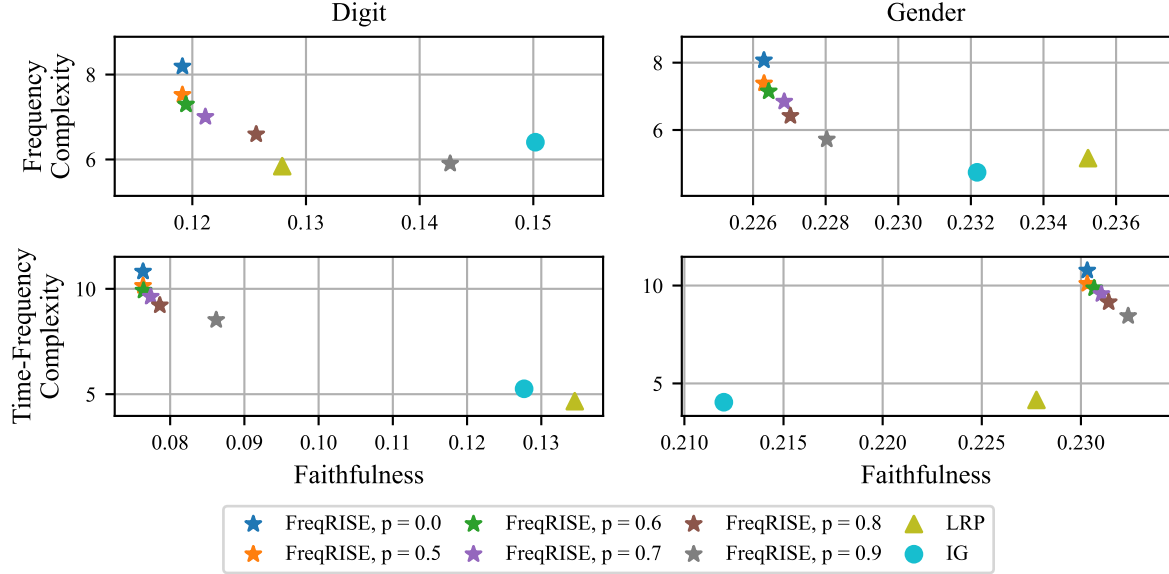 Digit
Gender
Frequency
Complexity
8
6
0.12
0.13
0.14
0.15
8
6
0.226
0.228
0.230
0.232
0.234
0.236
Time-Frequency
Complexity
10
5
0.08
0.09
0.10
0.11
0.12
0.13
Faithfulness
10
5
0.210
0.215
0.220
0.225
0.230
Faithfulness
FreqRISE, p = 0.0
FreqRISE, p = 0.6
FreqRISE, p = 0.8
LRP
FreqRISE, p = 0.5
FreqRISE, p = 0.7
FreqRISE, p = 0.9
IG